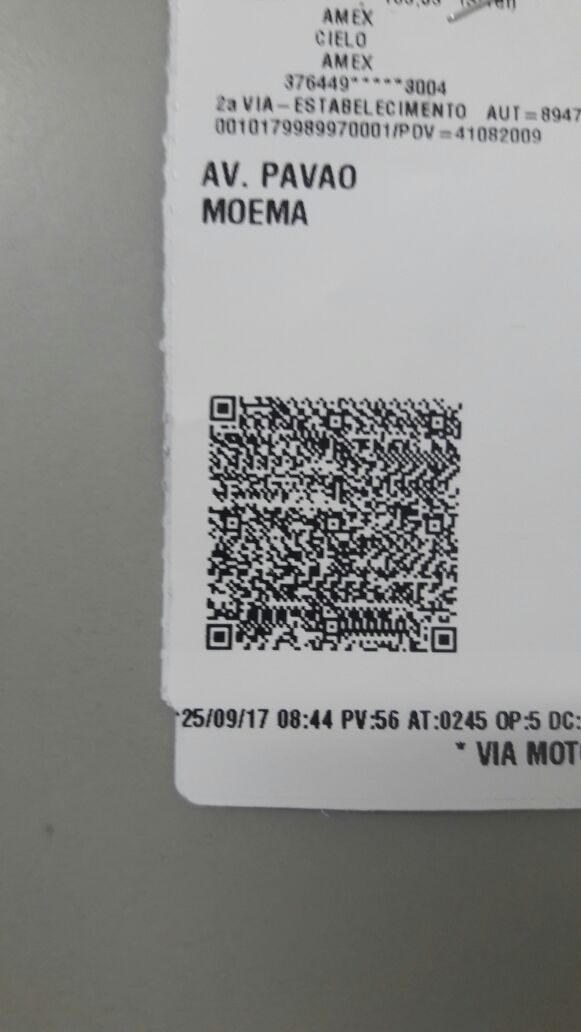 AMEX
CIELO
AMEX
376449*****3004
2a VIA-ESTABELECIMENTO AUT=8947
0010179989970001/PDV=41082009
AV. PAVAO
MOEMA
25/09/17 08:44 PV:56 AT:0245 OP:5 DC:
* VIA MOTO